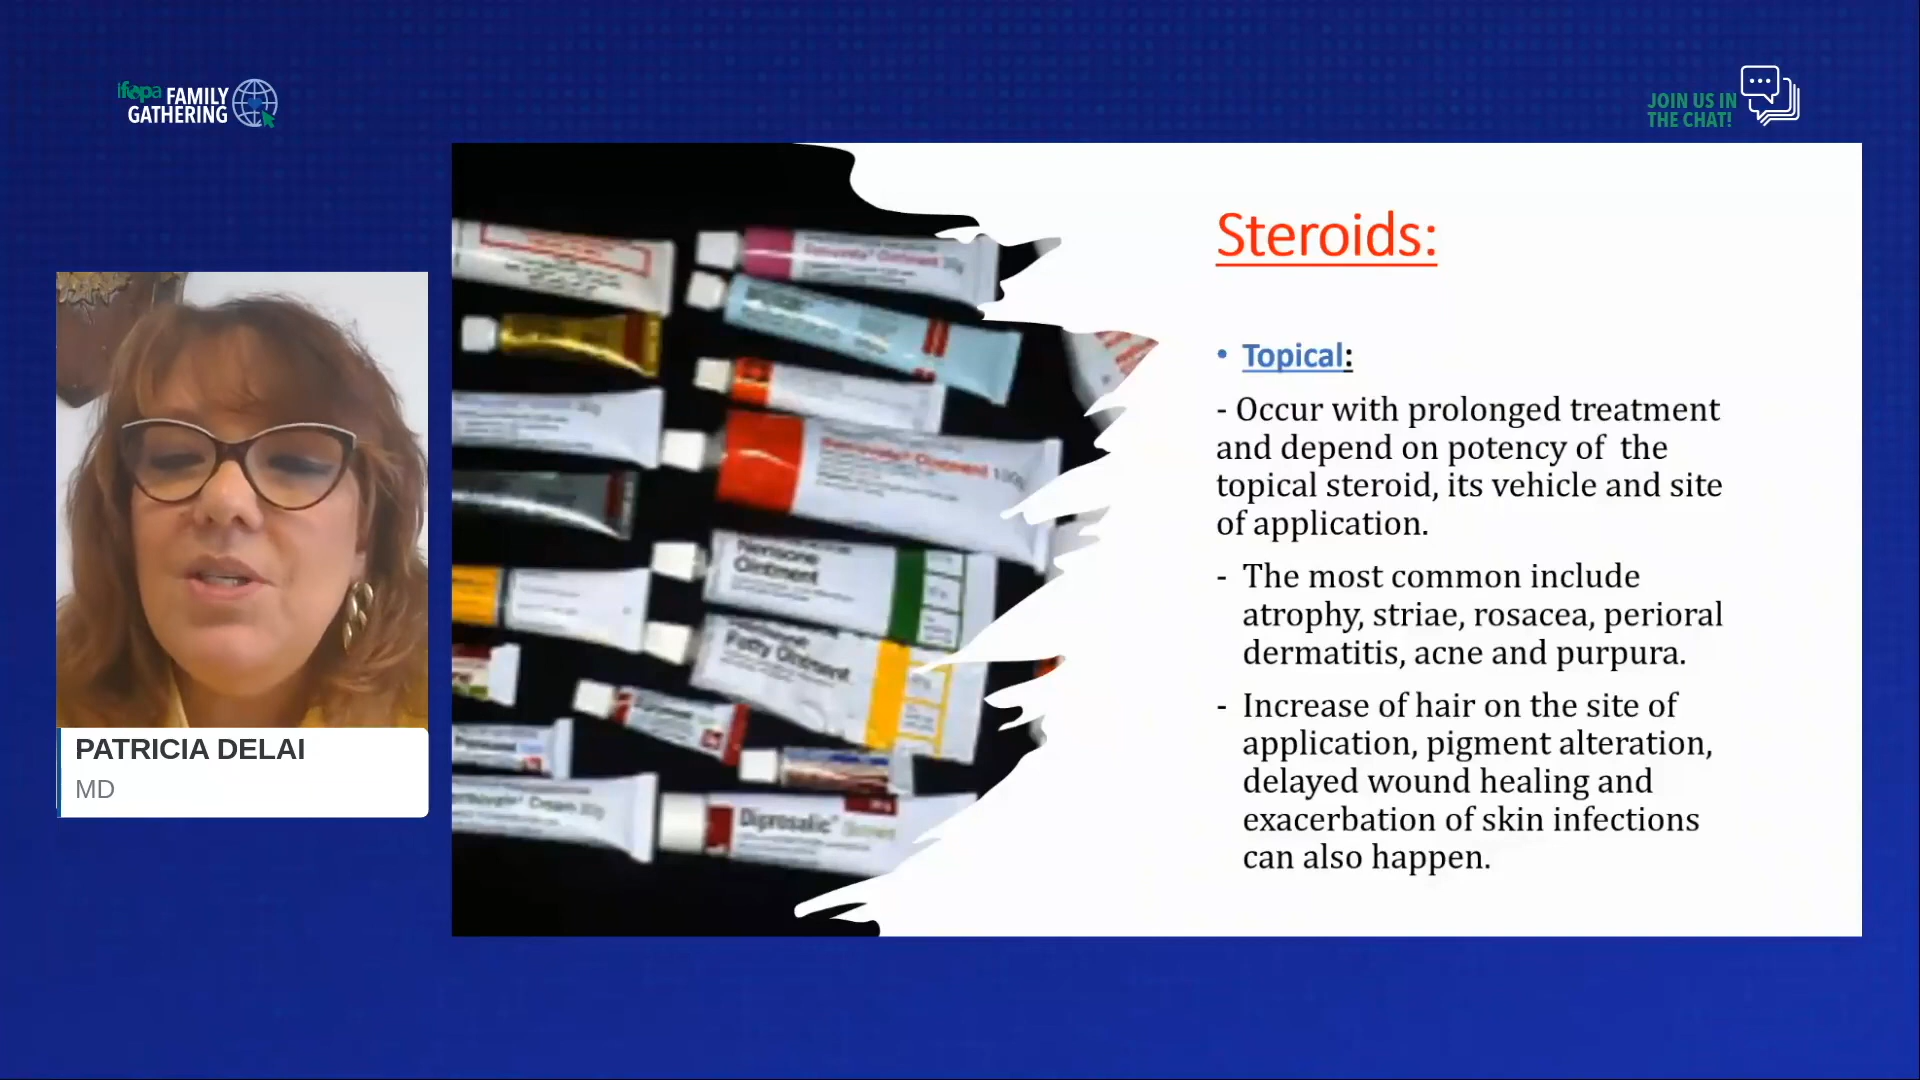 ifopa FAMILY
GATHERING
JOIN US IN
THE CHAT!
Steroids:
• Topical:
- Occur with prolonged treatment
and depend on potency of the
topical steroid, its vehicle and site
of application.
- The most common include
atrophy, striae, rosacea, perioral
dermatitis, acne and purpura.
- Increase of hair on the site of
application, pigment alteration,
delayed wound healing and
exacerbation of skin infections
can also happen.
Ointment
Nerisone
Ointment
Fatty Ointment
Diprosalic
Cream
PATRICIA DELAI
MD